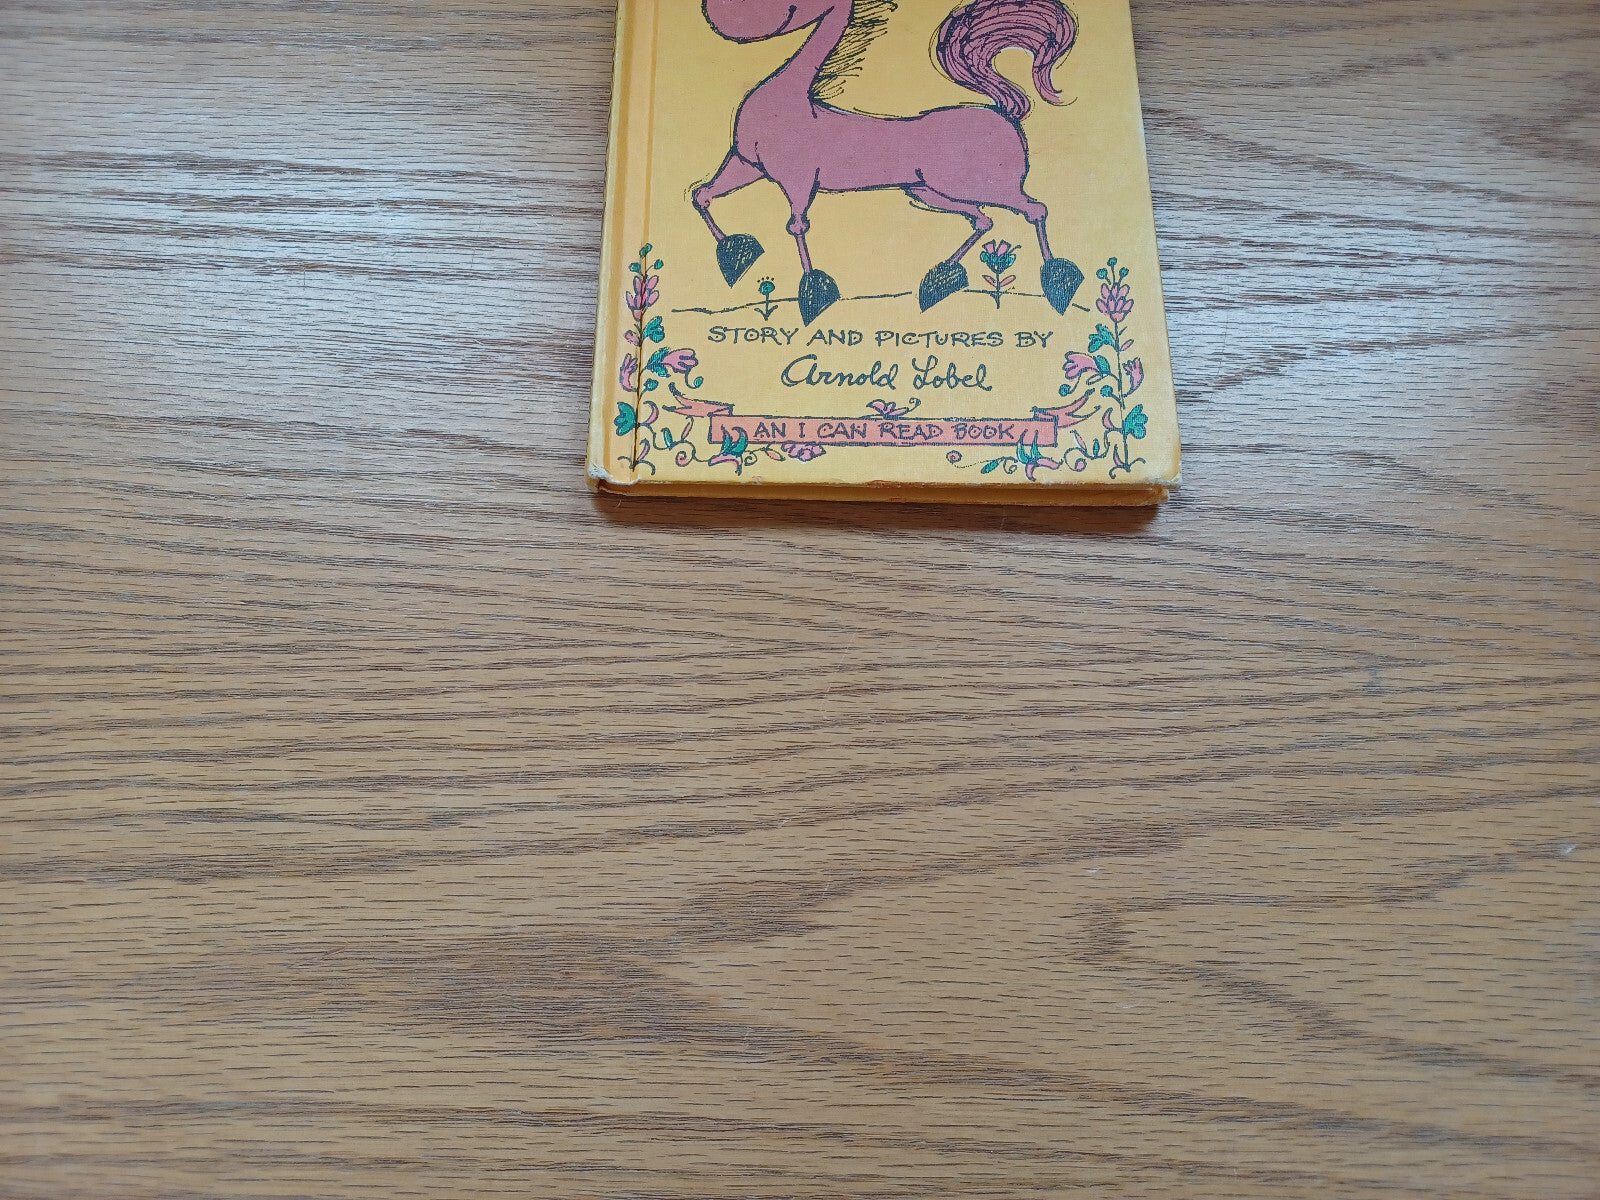 STORY AND PICTURES BY
Arnold Lobel
AN I CAN READ BOOK